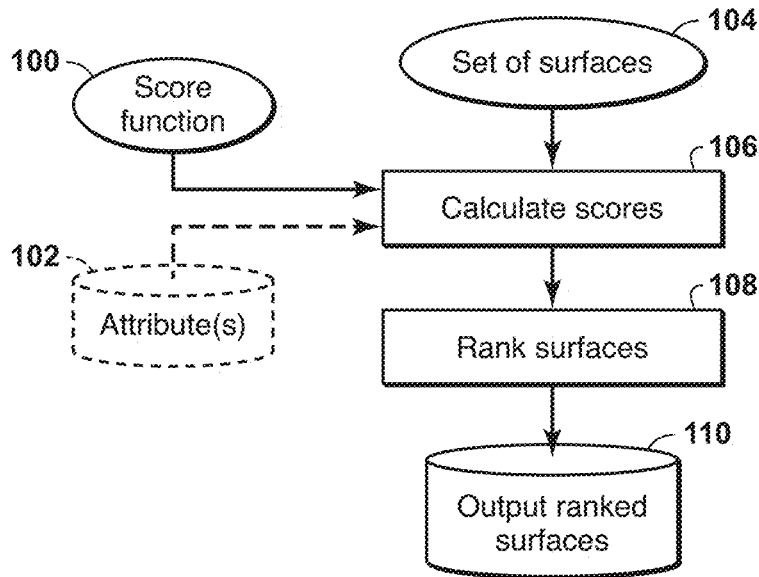 100
Score
function
104
Set of surfaces
106
Calculate scores
102
Attribute(s)
108
Rank surfaces
110
Output ranked
surfaces